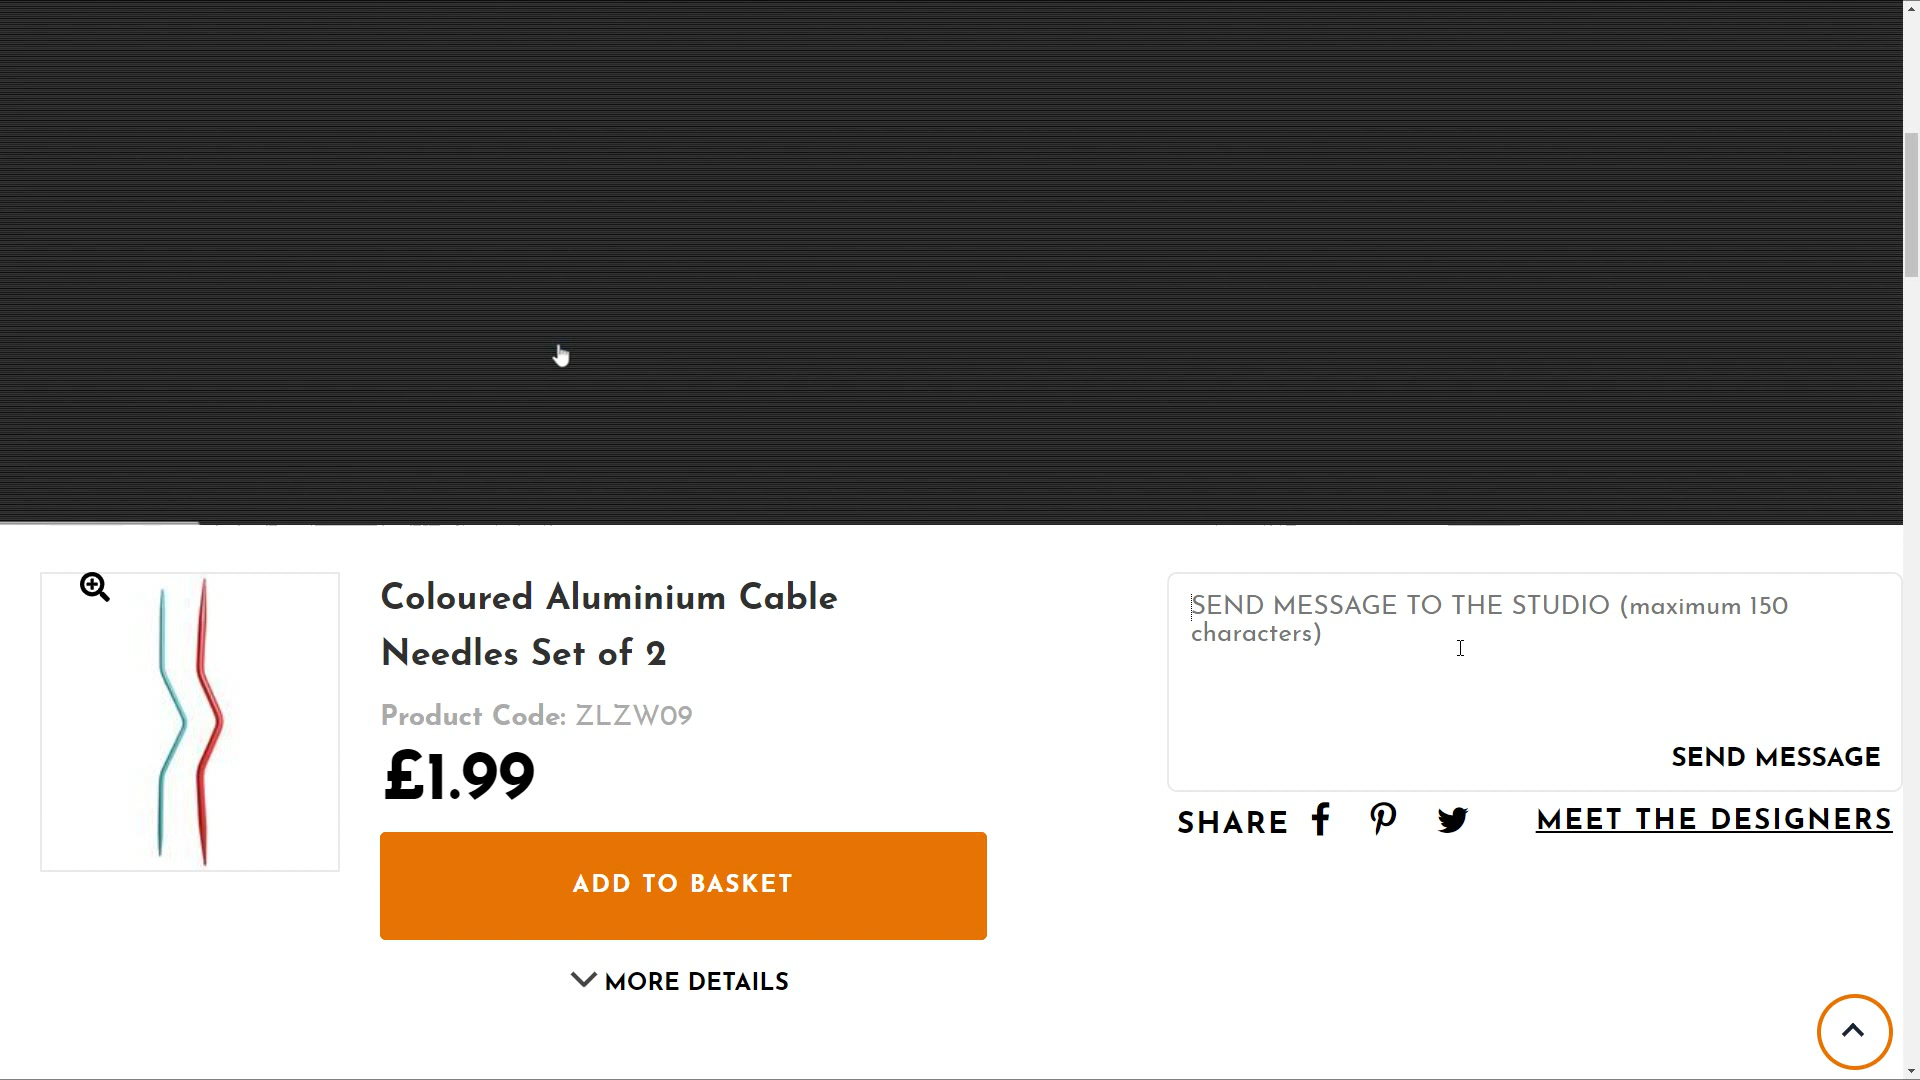 Coloured Aluminium Cable
Needles Set of 2
Product Code: ZLZW09
£1.99
ADD TO BASKET
MORE DETAILS
SEND MESSAGE TO THE STUDIO (maximum 150
characters)
SEND MESSAGE
SHARE
MEET THE DESIGNERS